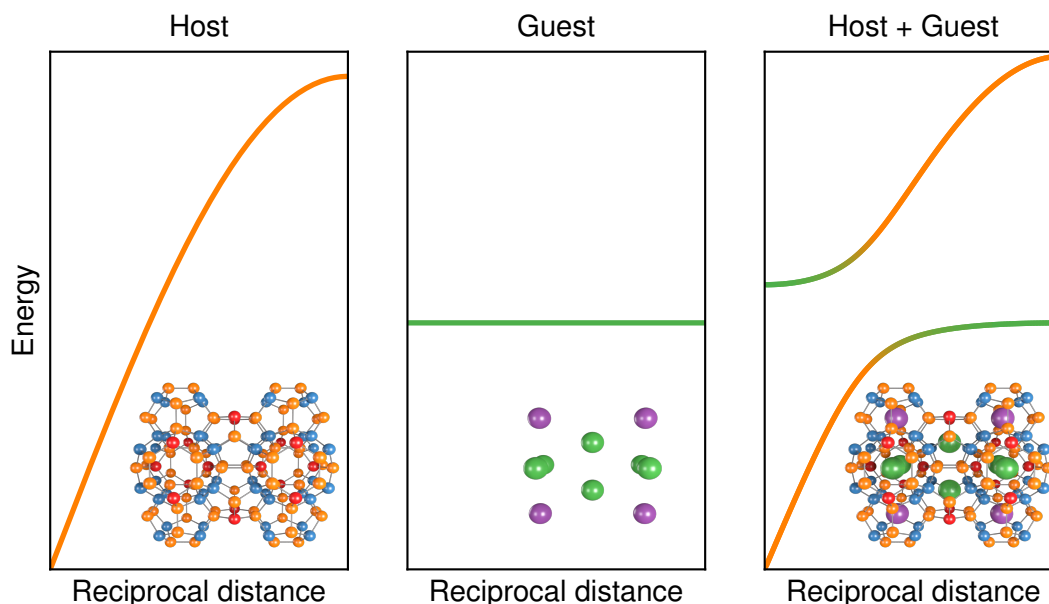 Host
Guest
Host + Guest
Energy
Reciprocal distance
Reciprocal distance
Reciprocal distance